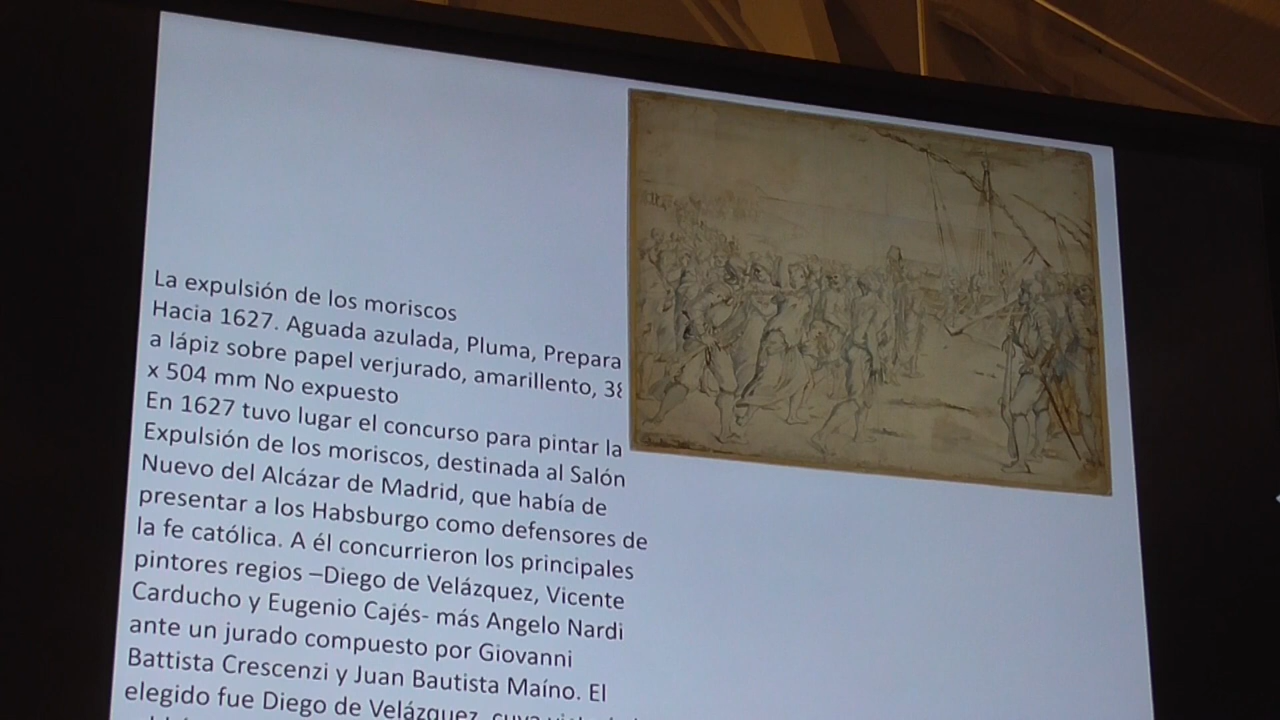 La expulsión de los moriscos
Hacia 1627. Aguada azulada, Pluma, Prepara
a lápiz sobre papel verjurado, amarillento,
x 504 mm No expuesto
En 1627 tuvo lugar el concurso para pintar la
Expulsión de los moriscos, destinada al Salón
Nuevo del Alcázar de Madrid, que había de
presentar a los Habsburgo como defensores de
la fe católica. A él concurrieron los principales
pintores regios –Diego de Velázquez, Vicente
Carducho y Eugenio Cajés- más Angelo Nardi
ante un jurado compuesto por Giovanni
Battista Crescenzi y Juan Bautista Maíno. El
elegido fue Diego de Velázquez, cuya